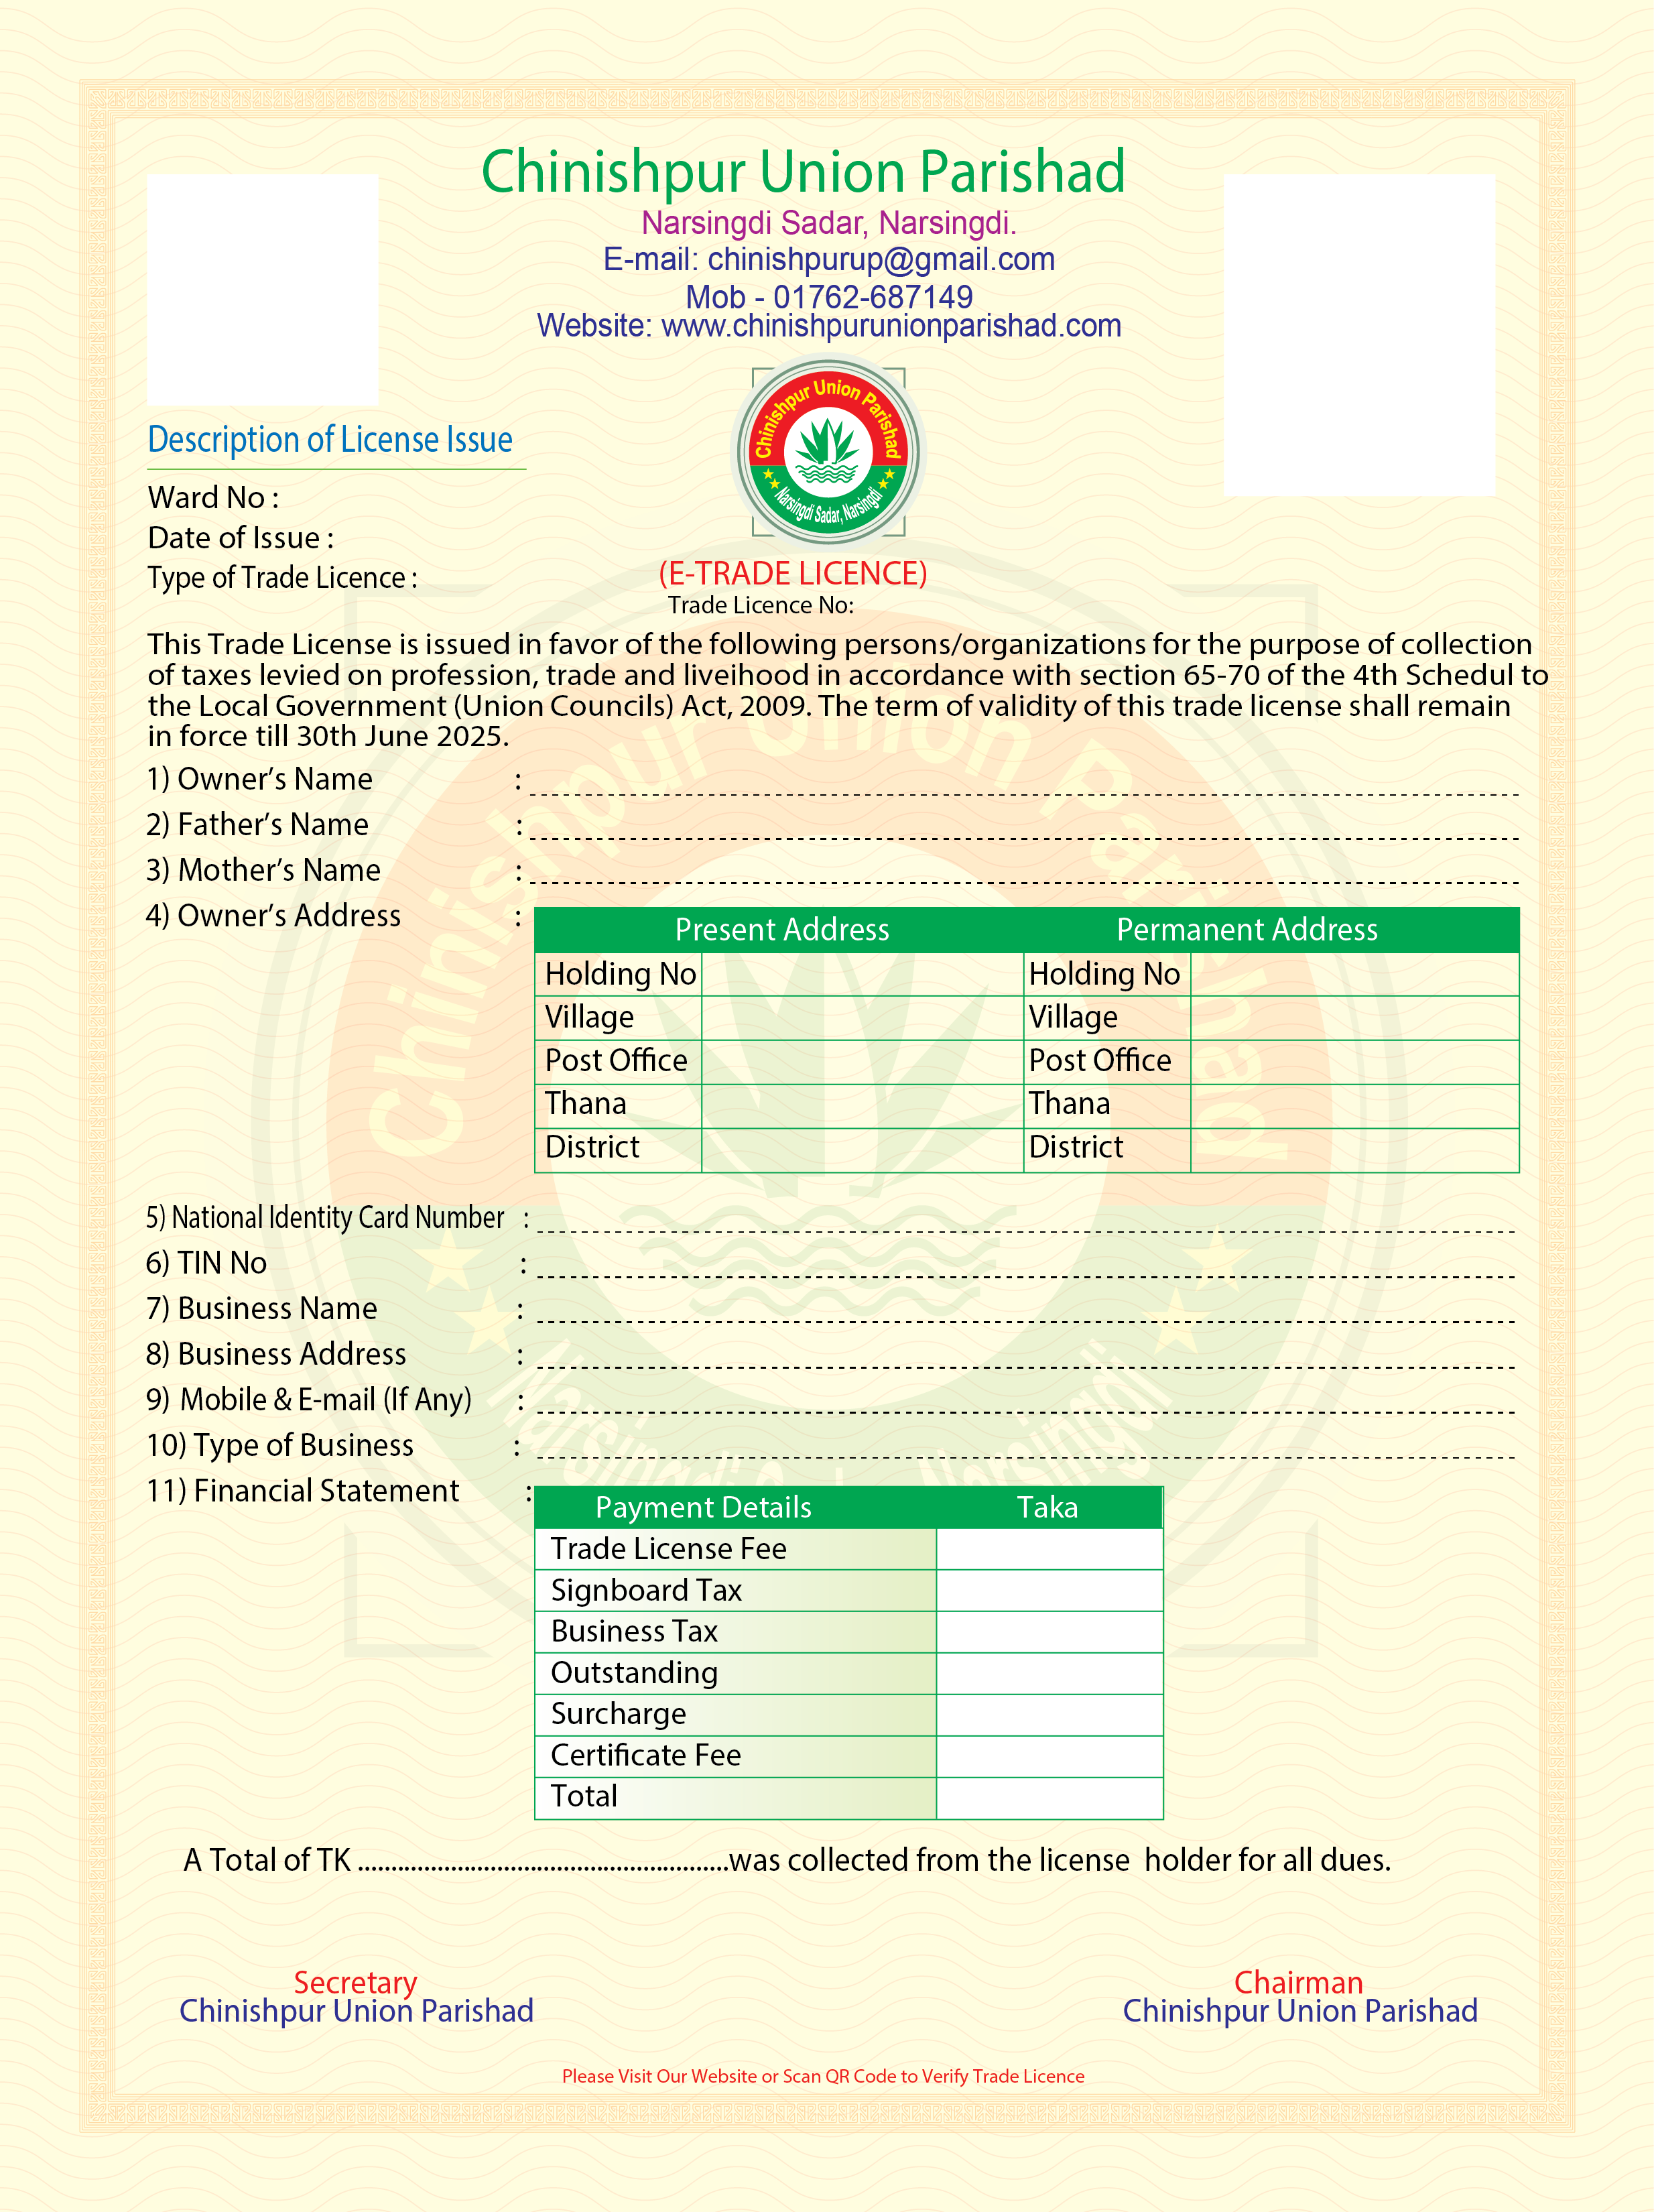 Chinishpur Union Parishad
Narsingdi Sadar, Narsingdi.
E-mail: chinishpurup@gmail.com
Mob - 01762-687149
Website: www.chinishpurunionparishad.com
Chinishpur Union Parishad
Narsingdi Sadar, Narsingdi
Description of License Issue
Ward No :
Date of Issue :
Type of Trade Licence :
(E-TRADE LICENCE)
Trade Licence No:
This Trade License is issued in favor of the following persons/organizations for the purpose of collection
of taxes levied on profession, trade and liveihood in accordance with section 65-70 of the 4th Schedul to
the Local Government (Union Councils) Act, 2009. The term of validity of this trade license shall remain
in force till 30th June 2025.
1) Owner’s Name :
2) Father’s Name :
3) Mother’s Name :
4) Owner’s Address :
Present Address Permanent Address
Holding No Holding No
Village Village
Post Office Post Office
Thana Thana
District District
5) National Identity Card Number :
6) TIN No :
7) Business Name :
8) Business Address :
9) Mobile & E-mail (If Any) :
10) Type of Business :
11) Financial Statement :
Payment Details Taka
Trade License Fee
Signboard Tax
Business Tax
Outstanding
Surcharge
Certificate Fee
Total
A Total of TK ........................................................was collected from the license holder for all dues.
Secretary
Chinishpur Union Parishad
Chairman
Chinishpur Union Parishad
Please Visit Our Website or Scan QR Code to Verify Trade Licence
Chinishpur Union Parishad
Narsingdi Sadar, Narsingdi